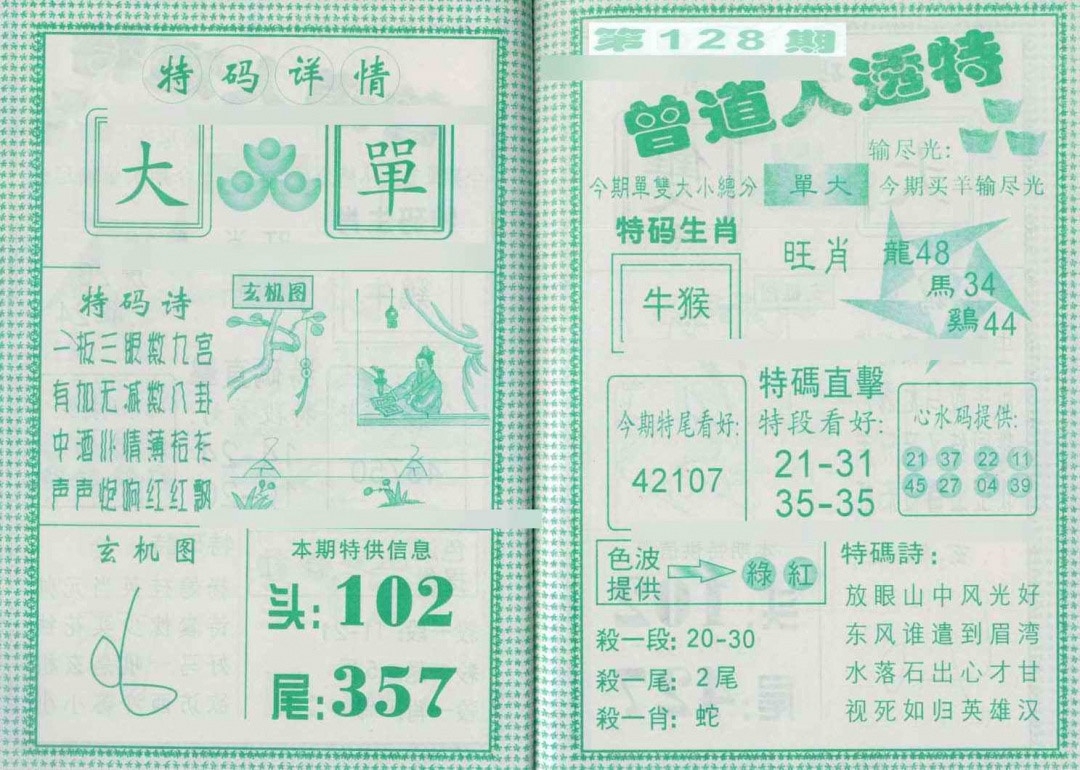 特码详情
大
單
特码诗
一板三眼数九宫
有加无减数八卦
中酒心情薄拾衣
声声炮响红红飘
玄机图
玄机图
本期特供信息
头:102
尾:357
第128期
曾道人透特
输尽光:
今期單雙大小總分 單大 今期买羊输尽光
特码生肖
牛猴
旺肖
龍48
馬34
鷄44
今期特尾看好:
42107
特碼直擊
特段看好:
21-31
35-35
心水码提供:
21 37 22 11
45 27 04 39
色波
提供
綠 紅
殺一段: 20-30
殺一尾: 2尾
殺一肖: 蛇
特碼詩:
放眼山中风光好
东风谁遣到眉湾
水落石出心才甘
视死如归英雄汉